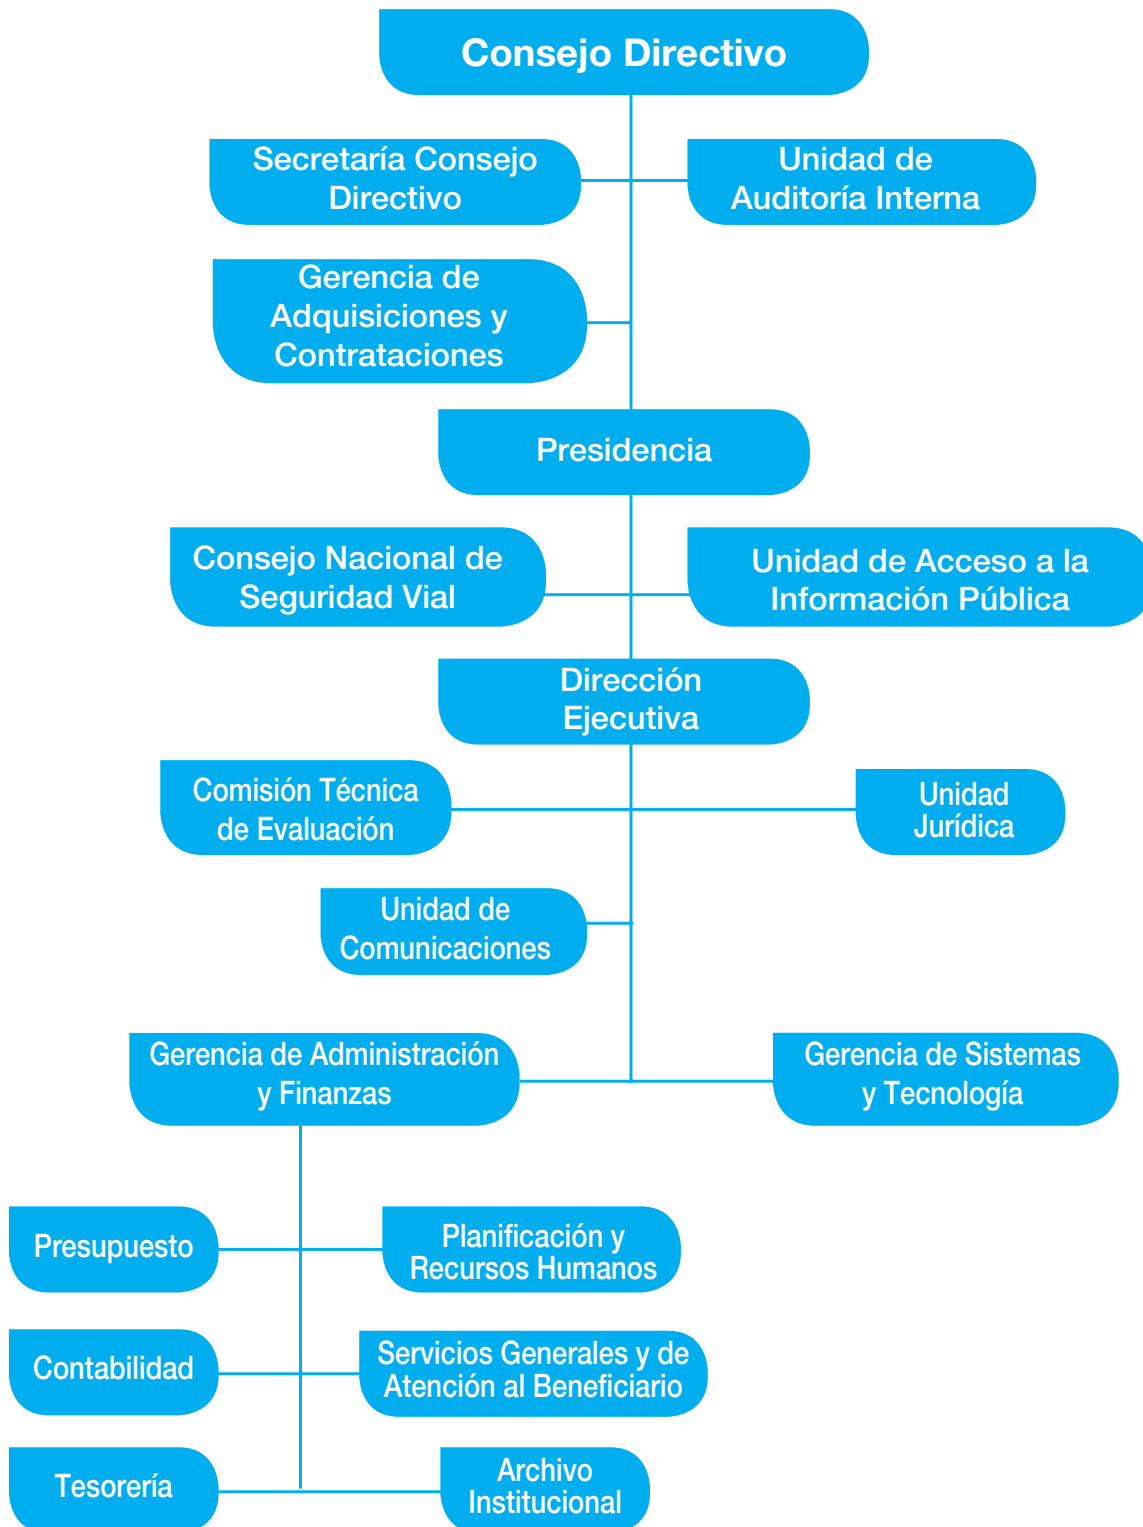 Consejo Directivo
Secretaría Consejo
Directivo
Unidad de
Auditoría Interna
Gerencia de
Adquisiciones y
Contrataciones
Presidencia
Consejo Nacional de
Seguridad Vial
Unidad de Acceso a la
Información Pública
Dirección
Ejecutiva
Comisión Técnica
de Evaluación
Unidad
Jurídica
Unidad de
Comunicaciones
Gerencia de Administración
y Finanzas
Gerencia de Sistemas
y Tecnología
Presupuesto
Planificación y
Recursos Humanos
Contabilidad
Servicios Generales y de
Atención al Beneficiario
Tesorería
Archivo
Institucional